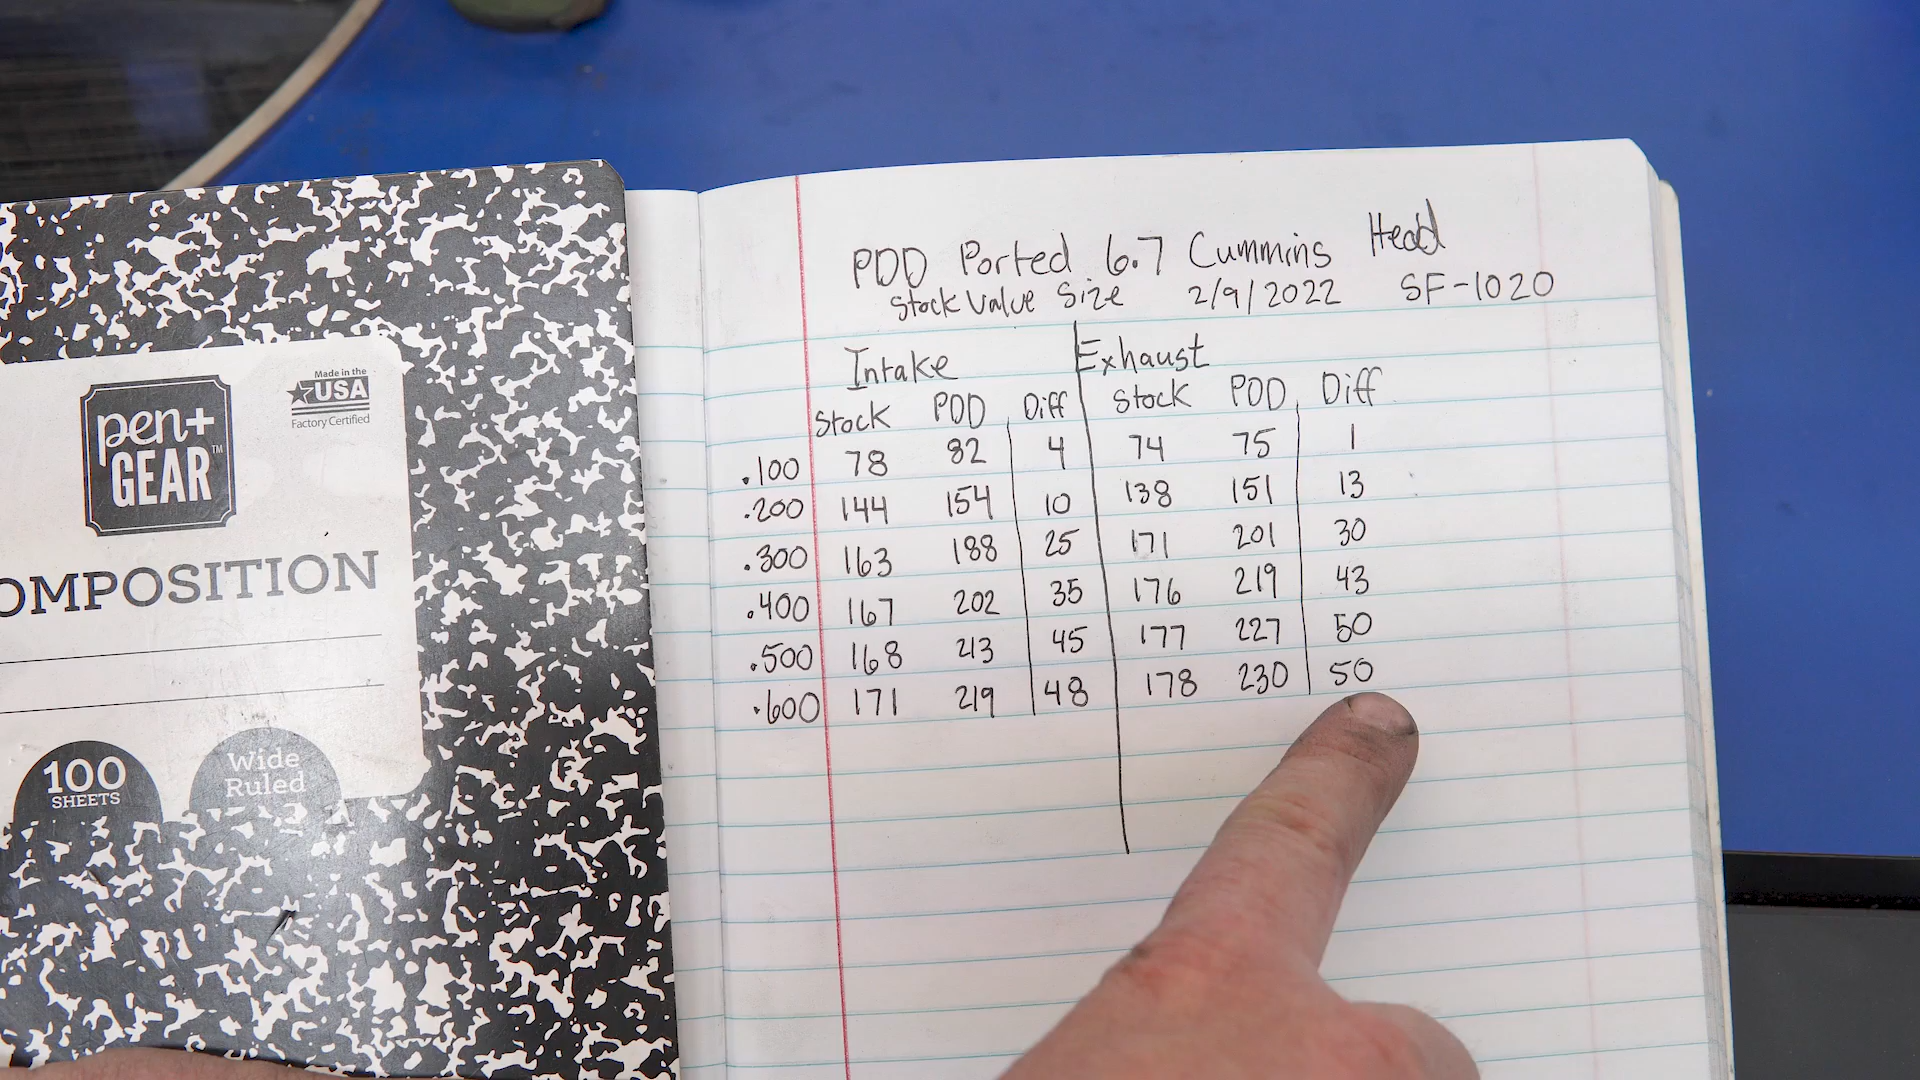 Made in the
USA
Factory Certified
pen+
GEAR™
OMPOSITION
100
SHEETS
Wide
Ruled
PDD Ported 6.7 Cummins Head
Stock Valve Size 2/9/2022 SF-1020
Intake Exhaust
Stock PDD Diff Stock PDD Diff
.100 78 82 4 74 75 1
.200 144 154 10 138 151 13
.300 163 188 25 171 201 30
.400 167 202 35 176 219 43
.500 168 213 45 177 227 50
.600 171 219 48 178 230 50